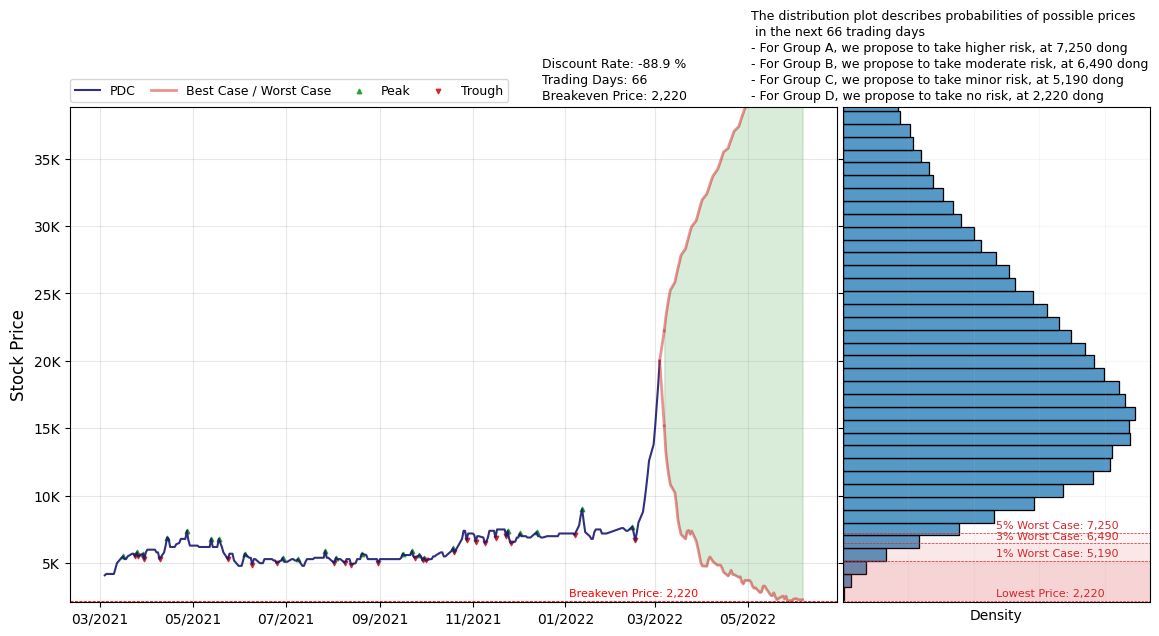 The distribution plot describes probabilities of possible prices
in the next 66 trading days
- For Group A, we propose to take higher risk, at 7,250 dong
- For Group B, we propose to take moderate risk, at 6,490 dong
- For Group C, we propose to take minor risk, at 5,190 dong
- For Group D, we propose to take no risk, at 2,220 dong
Discount Rate: -88.9 %
Trading Days: 66
Breakeven Price: 2,220
PDC Best Case / Worst Case Peak Trough
Stock Price
35K
30K
25K
20K
15K
10K
5K
Breakeven Price: 2,220
03/2021 05/2021 07/2021 09/2021 11/2021 01/2022 03/2022 05/2022
5% Worst Case: 7,250
3% Worst Case: 6,490
1% Worst Case: 5,190
Lowest Price: 2,220
Density